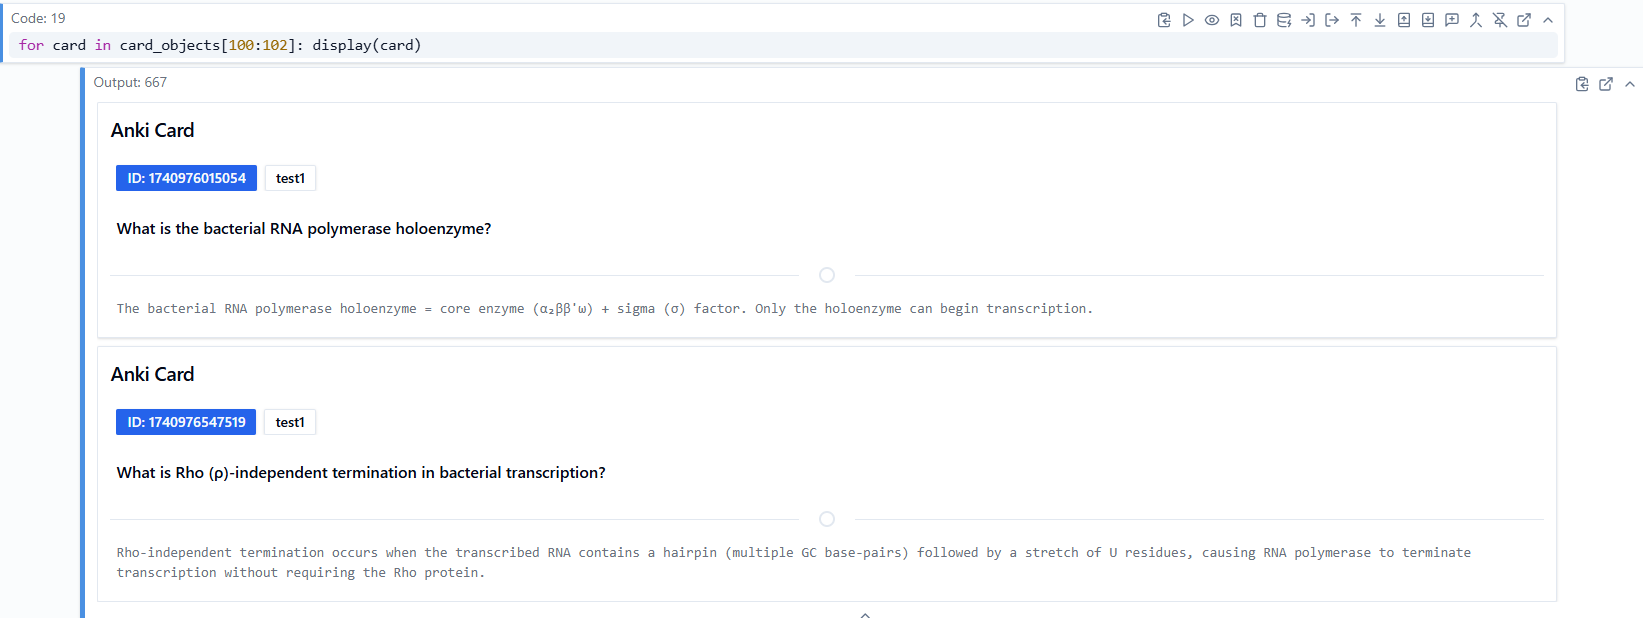 Code: 19
for card in card_objects[100:102]: display(card)
Output: 667
Anki Card
ID: 1740976015054 test1
What is the bacterial RNA polymerase holoenzyme?
The bacterial RNA polymerase holoenzyme = core enzyme (α₂ββ'ω) + sigma (σ) factor. Only the holoenzyme can begin transcription.
Anki Card
ID: 1740976547519 test1
What is Rho (ρ)-independent termination in bacterial transcription?
Rho-independent termination occurs when the transcribed RNA contains a hairpin (multiple GC base-pairs) followed by a stretch of U residues, causing RNA polymerase to terminate
transcription without requiring the Rho protein.